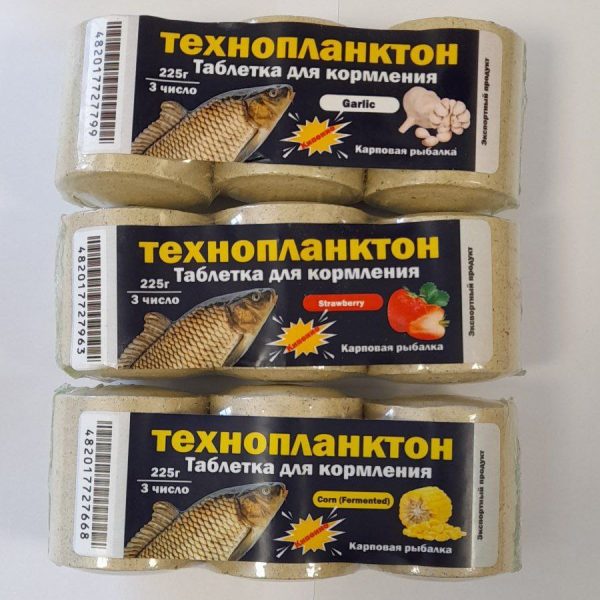 4820177727799
технопланктон
Таблетка для кормления
225г
3 число
Garlic
Карповая рыбалка
Экспортный продукт
4820177727963
технопланктон
Таблетка для кормления
225г
3 число
Strawberry
Карповая рыбалка
Экспортный продукт
4820177727668
технопланктон
Таблетка для кормления
225г
3 число
Corn (Fermented)
Карповая рыбалка
Экспортный продукт